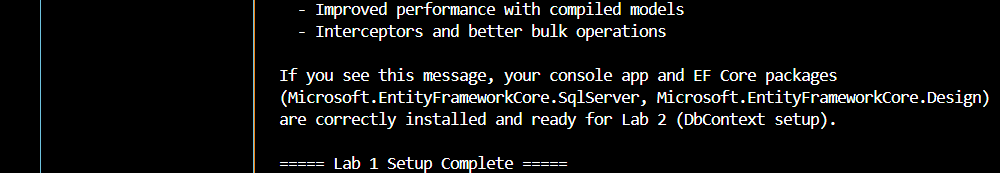 - Improved performance with compiled models
- Interceptors and better bulk operations
If you see this message, your console app and EF Core packages
(Microsoft.EntityFrameworkCore.SqlServer, Microsoft.EntityFrameworkCore.Design)
are correctly installed and ready for Lab 2 (DbContext setup).
===== Lab 1 Setup Complete =====